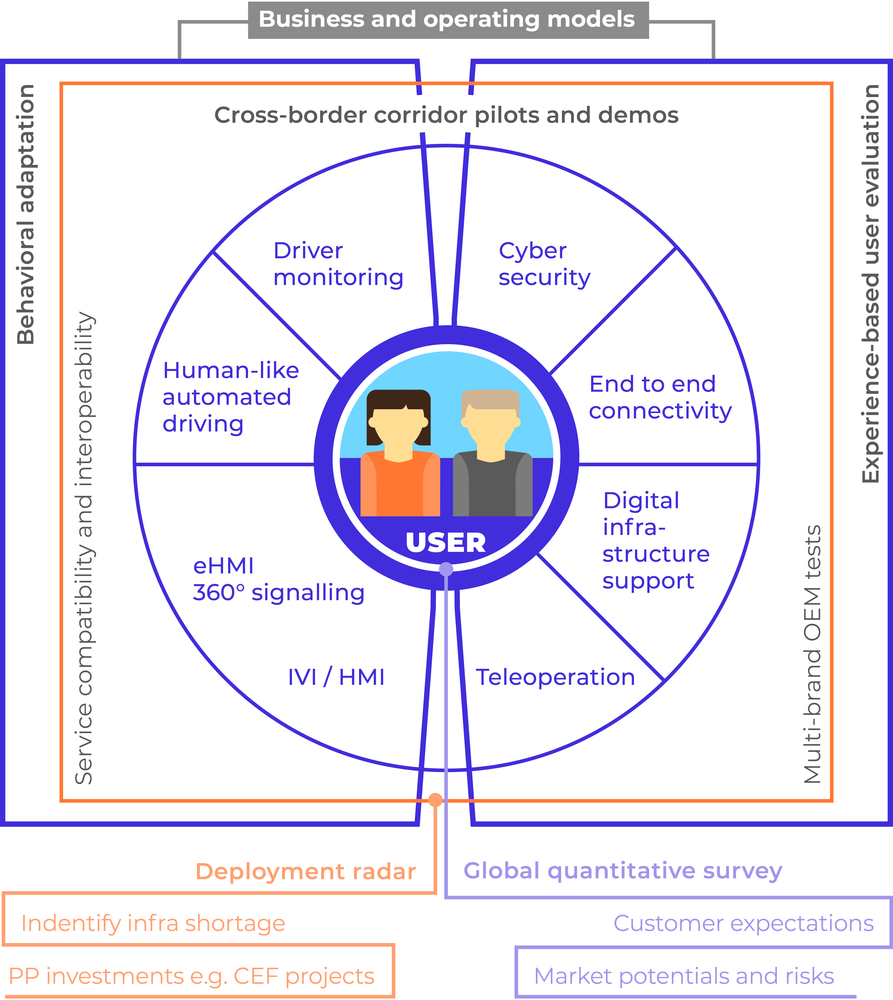 Business and operating models
Behavioral adaptation
Experience-based user evaluation
Cross-border corridor pilots and demos
Service compatibility and interoperability
Multi-brand OEM tests
Driver
monitoring
Cyber
security
Human-like
automated
driving
End to end
connectivity
Digital
infra-
structure
support
USER
eHMI
360° signalling
IVI / HMI
Teleoperation
Deployment radar
Indentify infra shortage
PP investments e.g. CEF projects
Global quantitative survey
Customer expectations
Market potentials and risks